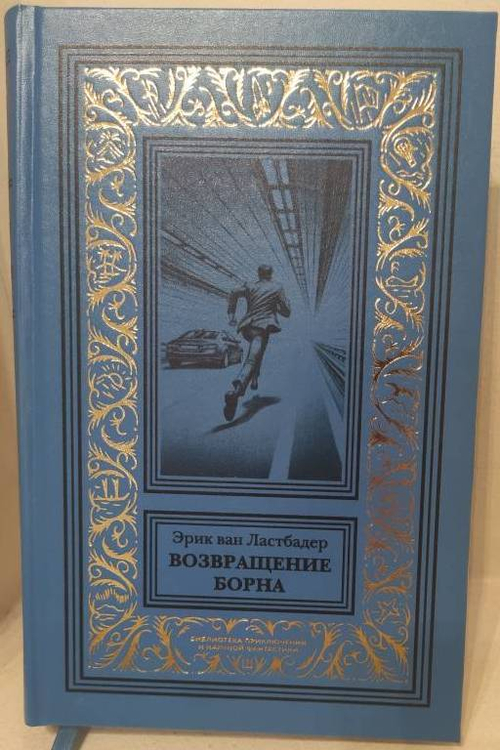 Эрик ван Ластбадер
ВОЗВРАЩЕНИЕ
БОРНА
БИБЛИОТЕКА ПРИКЛЮЧЕНИЙ
И НАУЧНОЙ ФАНТАСТИКИ